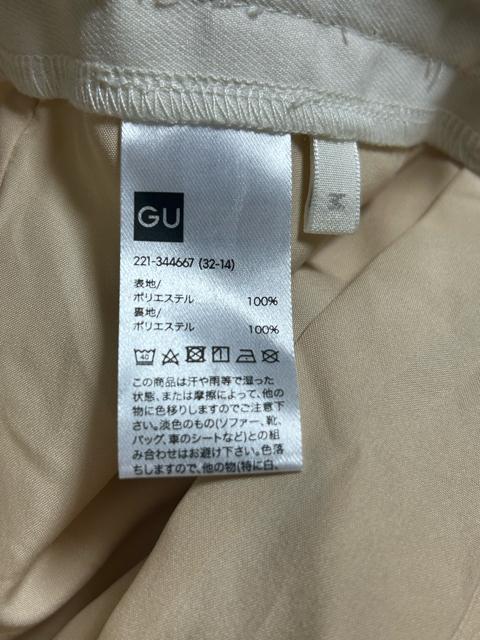 GU
M
221-344667 (32-14)
表地/
ポリエステル 100%
裏地/
ポリエステル 100%
40
この商品は汗や雨等で湿った
状態、または摩擦によって、他の
物に色移りしますのでご注意下
さい。淡色のもの(ソファー、靴、
バッグ、車のシートなど)との組
み合わせはお避け下さい。色落
ちしますので、他の物(特に白、